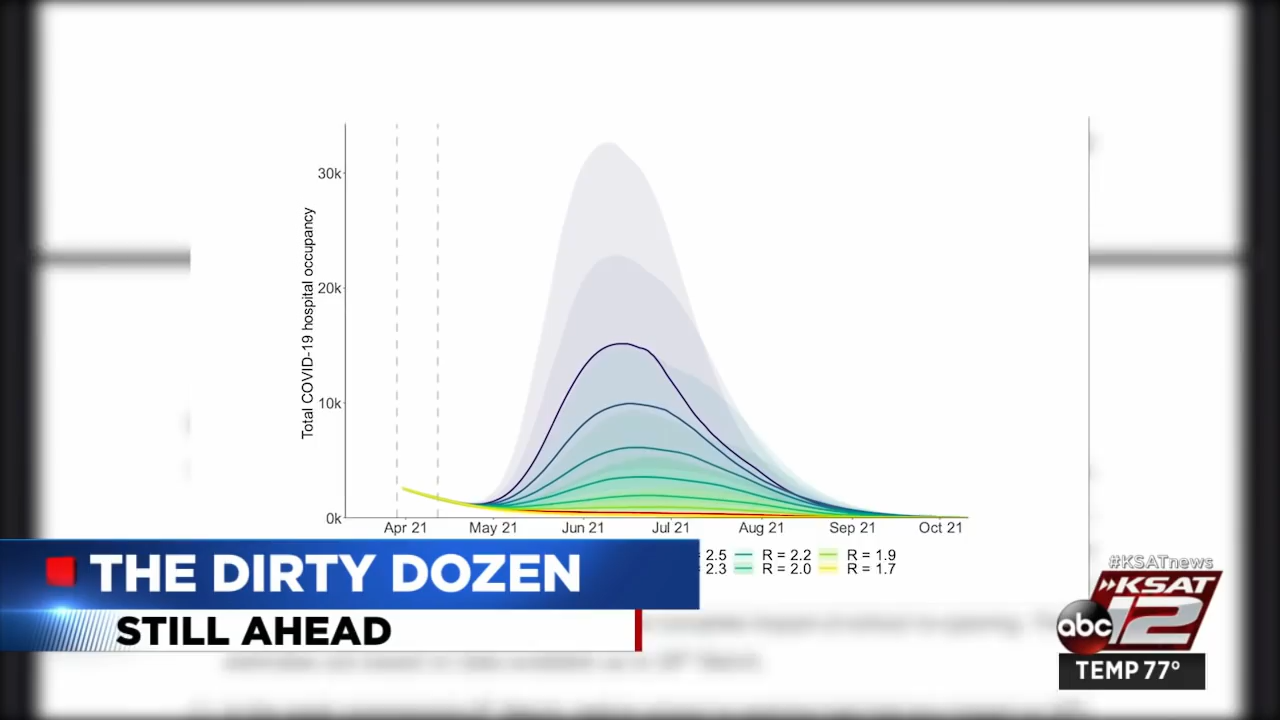 30k
20k
10k
0k
Total COVID-19 hospital occupancy
Apr 21 May 21 Jun 21 Jul 21 Aug 21 Sep 21 Oct 21
2.5 R = 2.2 R = 1.9
2.3 R = 2.0 R = 1.7
THE DIRTY DOZEN
STILL AHEAD
#KSATnews
KSAT
abc 12
TEMP 77°